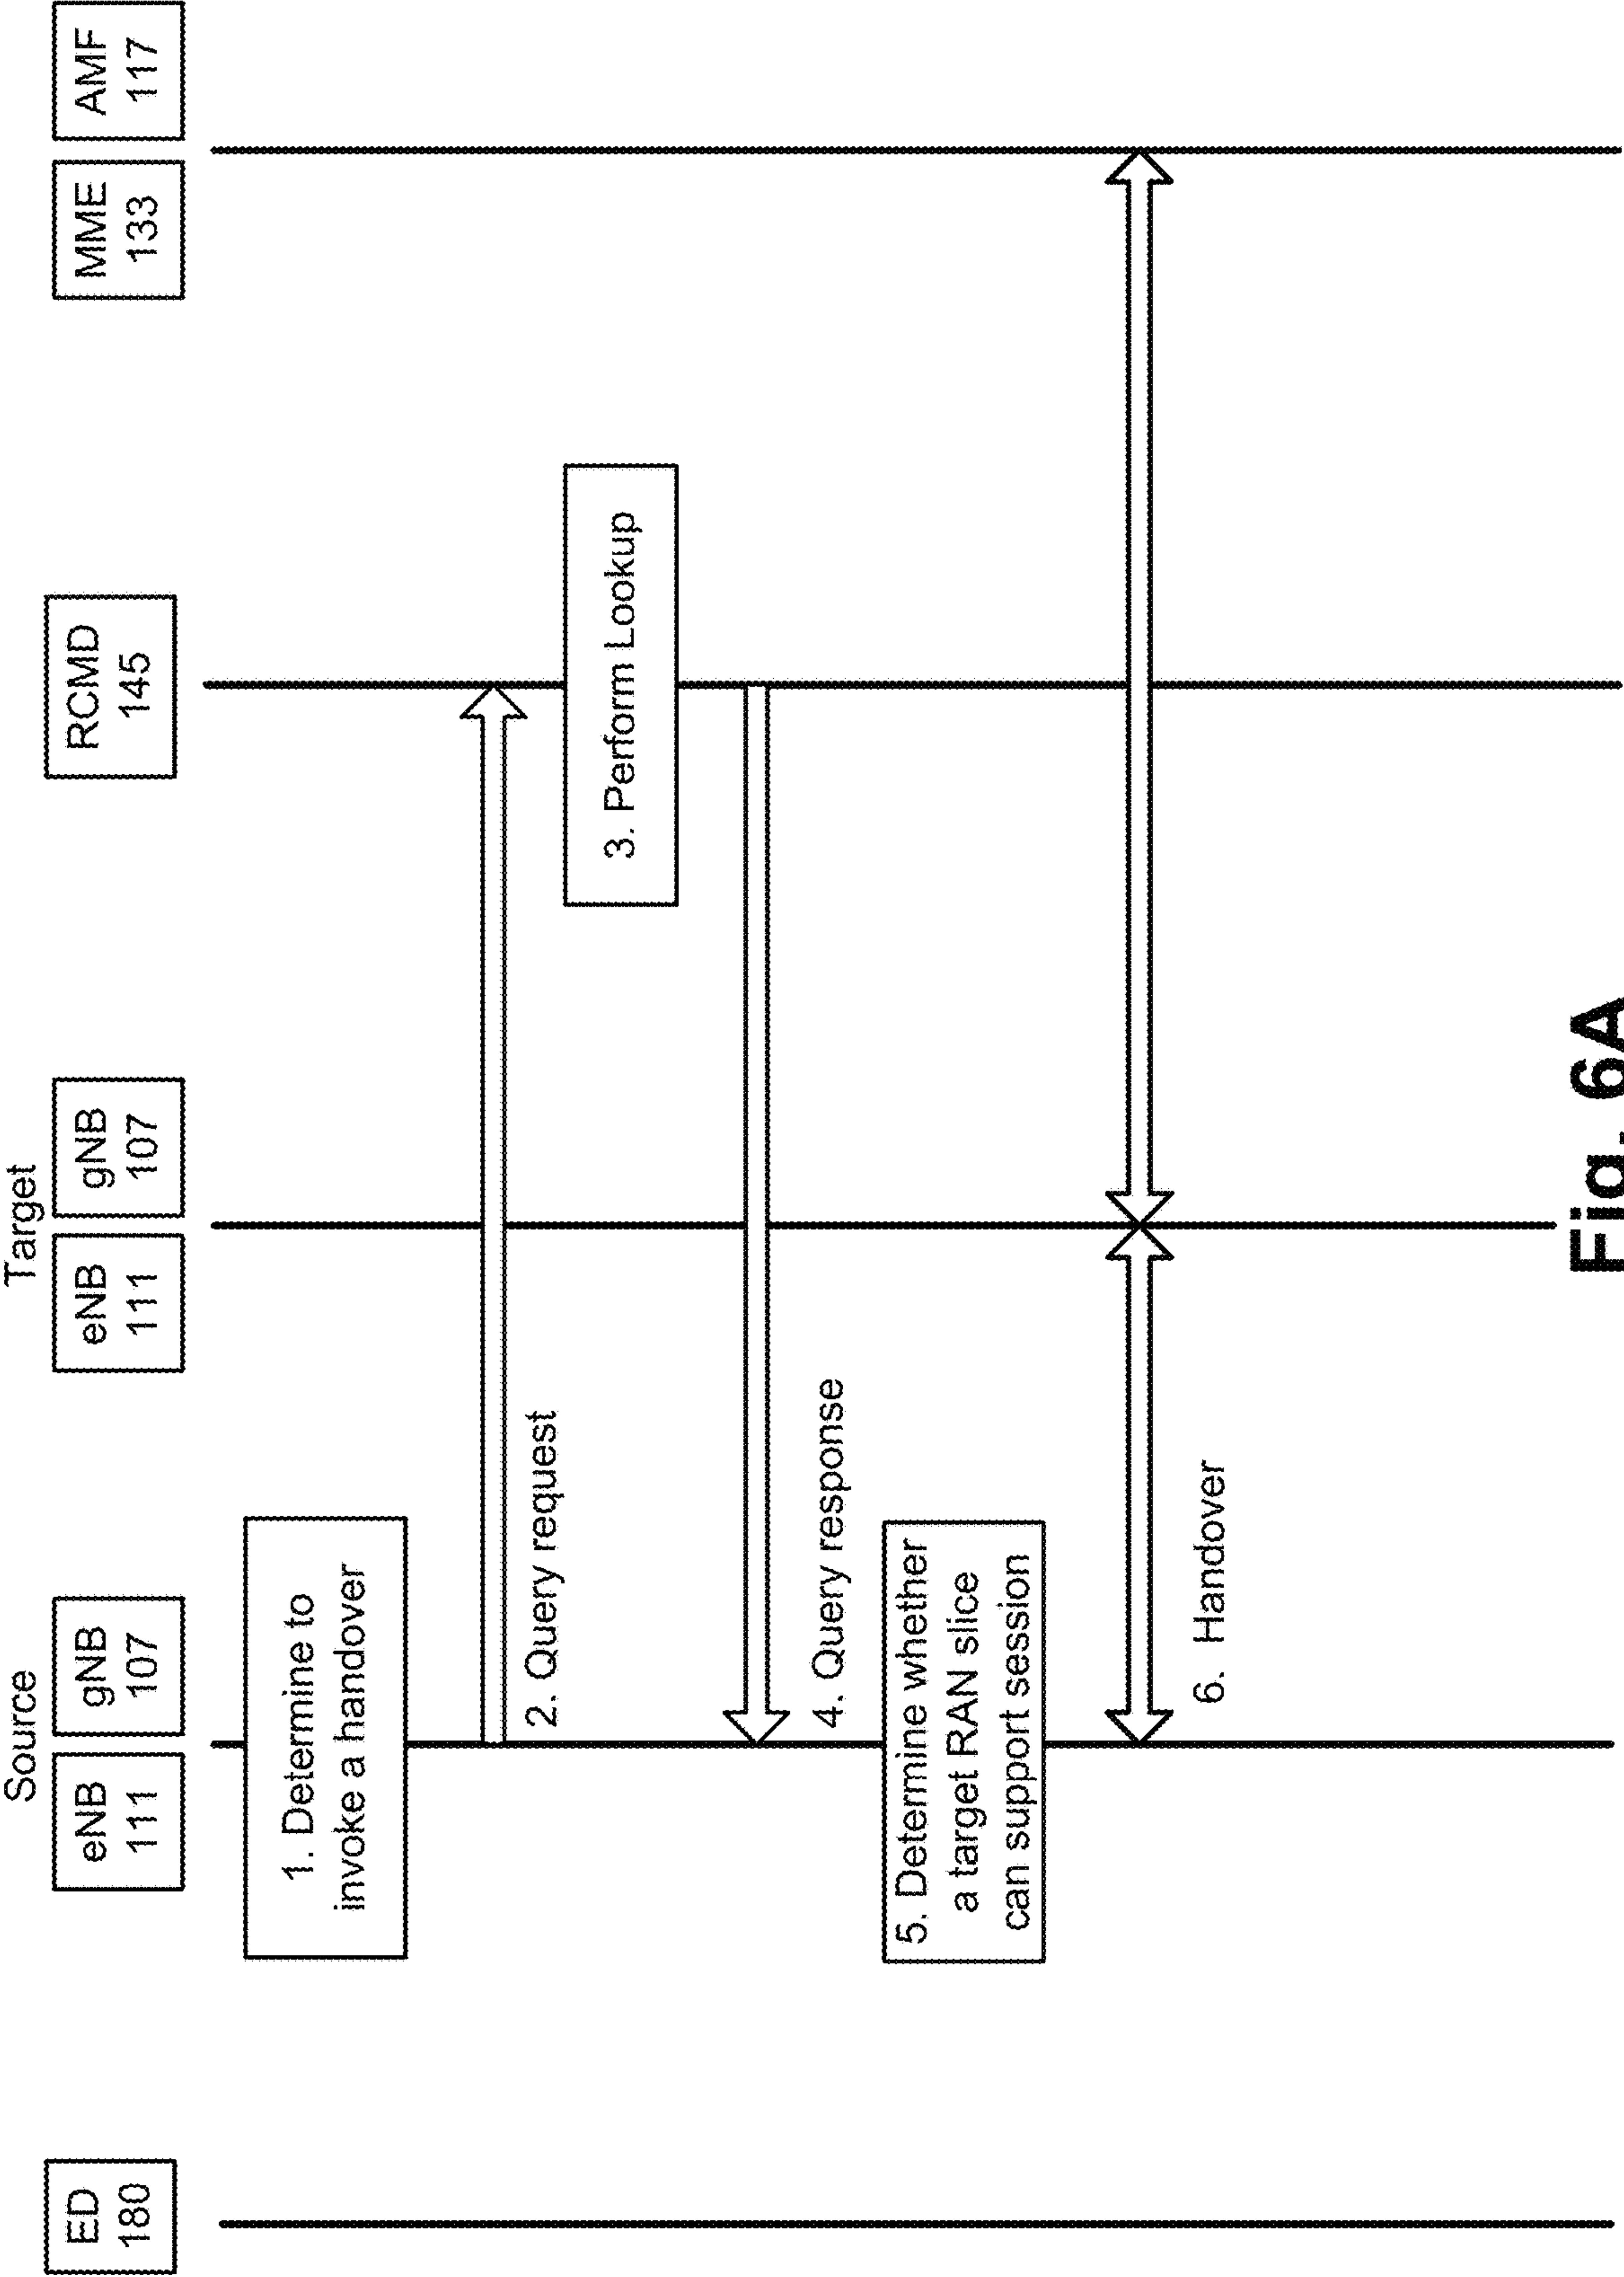 Source
Target
ED
180
eNB
111
gNB
107
eNB
111
gNB
107
RCMD
145
MME
133
AMF
117
1. Determine to
invoke a handover
2. Query request
3. Perform Lookup
4. Query response
5. Determine whether
a target RAN slice
can support session
6. Handover
Fig. 6A